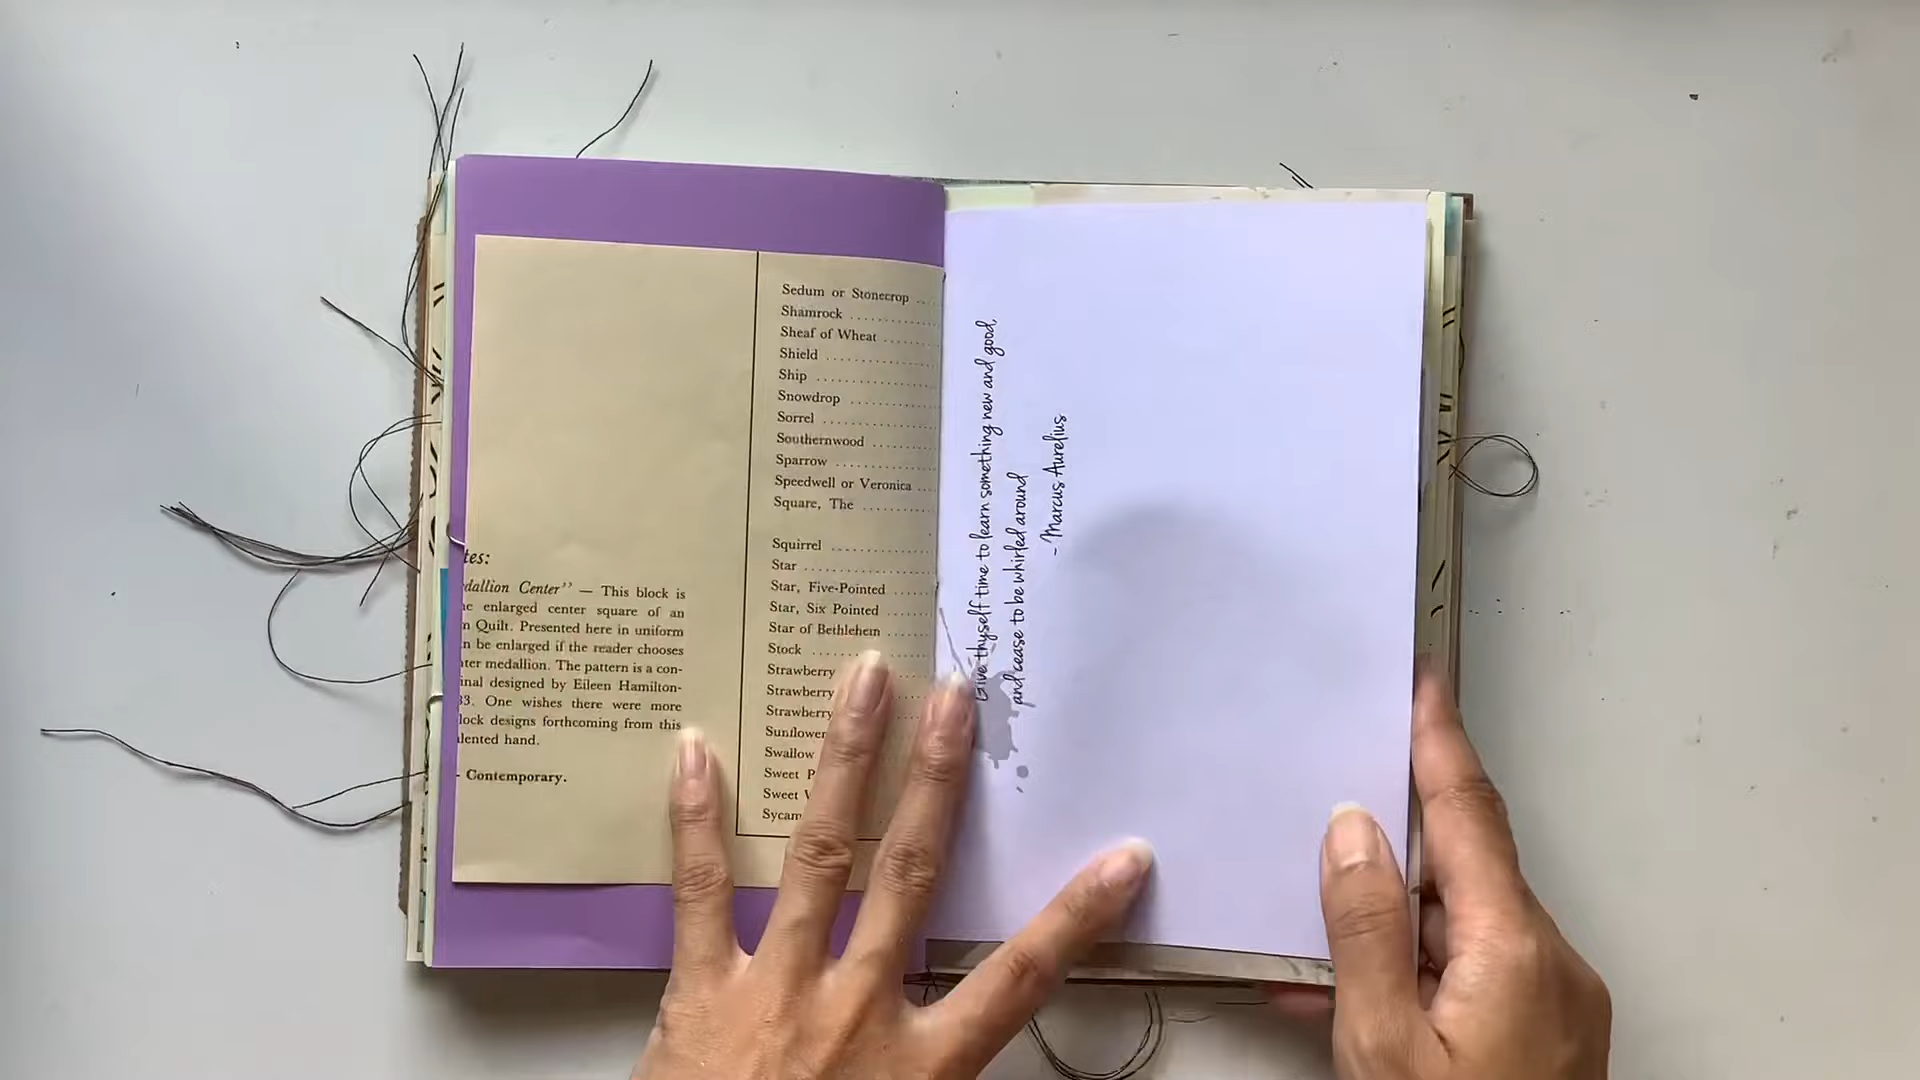 tes:
dallion Center” — This block is
e enlarged center square of an
n Quilt. Presented here in uniform
n be enlarged if the reader chooses
ter medallion. The pattern is a con-
inal designed by Eileen Hamilton-
33. One wishes there were more
lock designs forthcoming from this
lented hand.
- Contemporary.
Sedum or Stonecrop ..
Shamrock ............
Sheaf of Wheat .......
Shield ...............
Ship ................
Snowdrop ...........
Sorrel ...............
Southernwood ........
Sparrow .............
Speedwell or Veronica ...
Square, The ..........
Squirrel ..............
Star .................
Star, Five-Pointed ......
Star, Six Pointed .......
Star of Bethlehem ......
Stock ................
Strawberry
Strawberry
Strawberry
Sunflower
Swallow
Sweet P
Sweet
Sycam
Give thyself time to learn something new and good,
and cease to be whirled around
- Marcus Aurelius